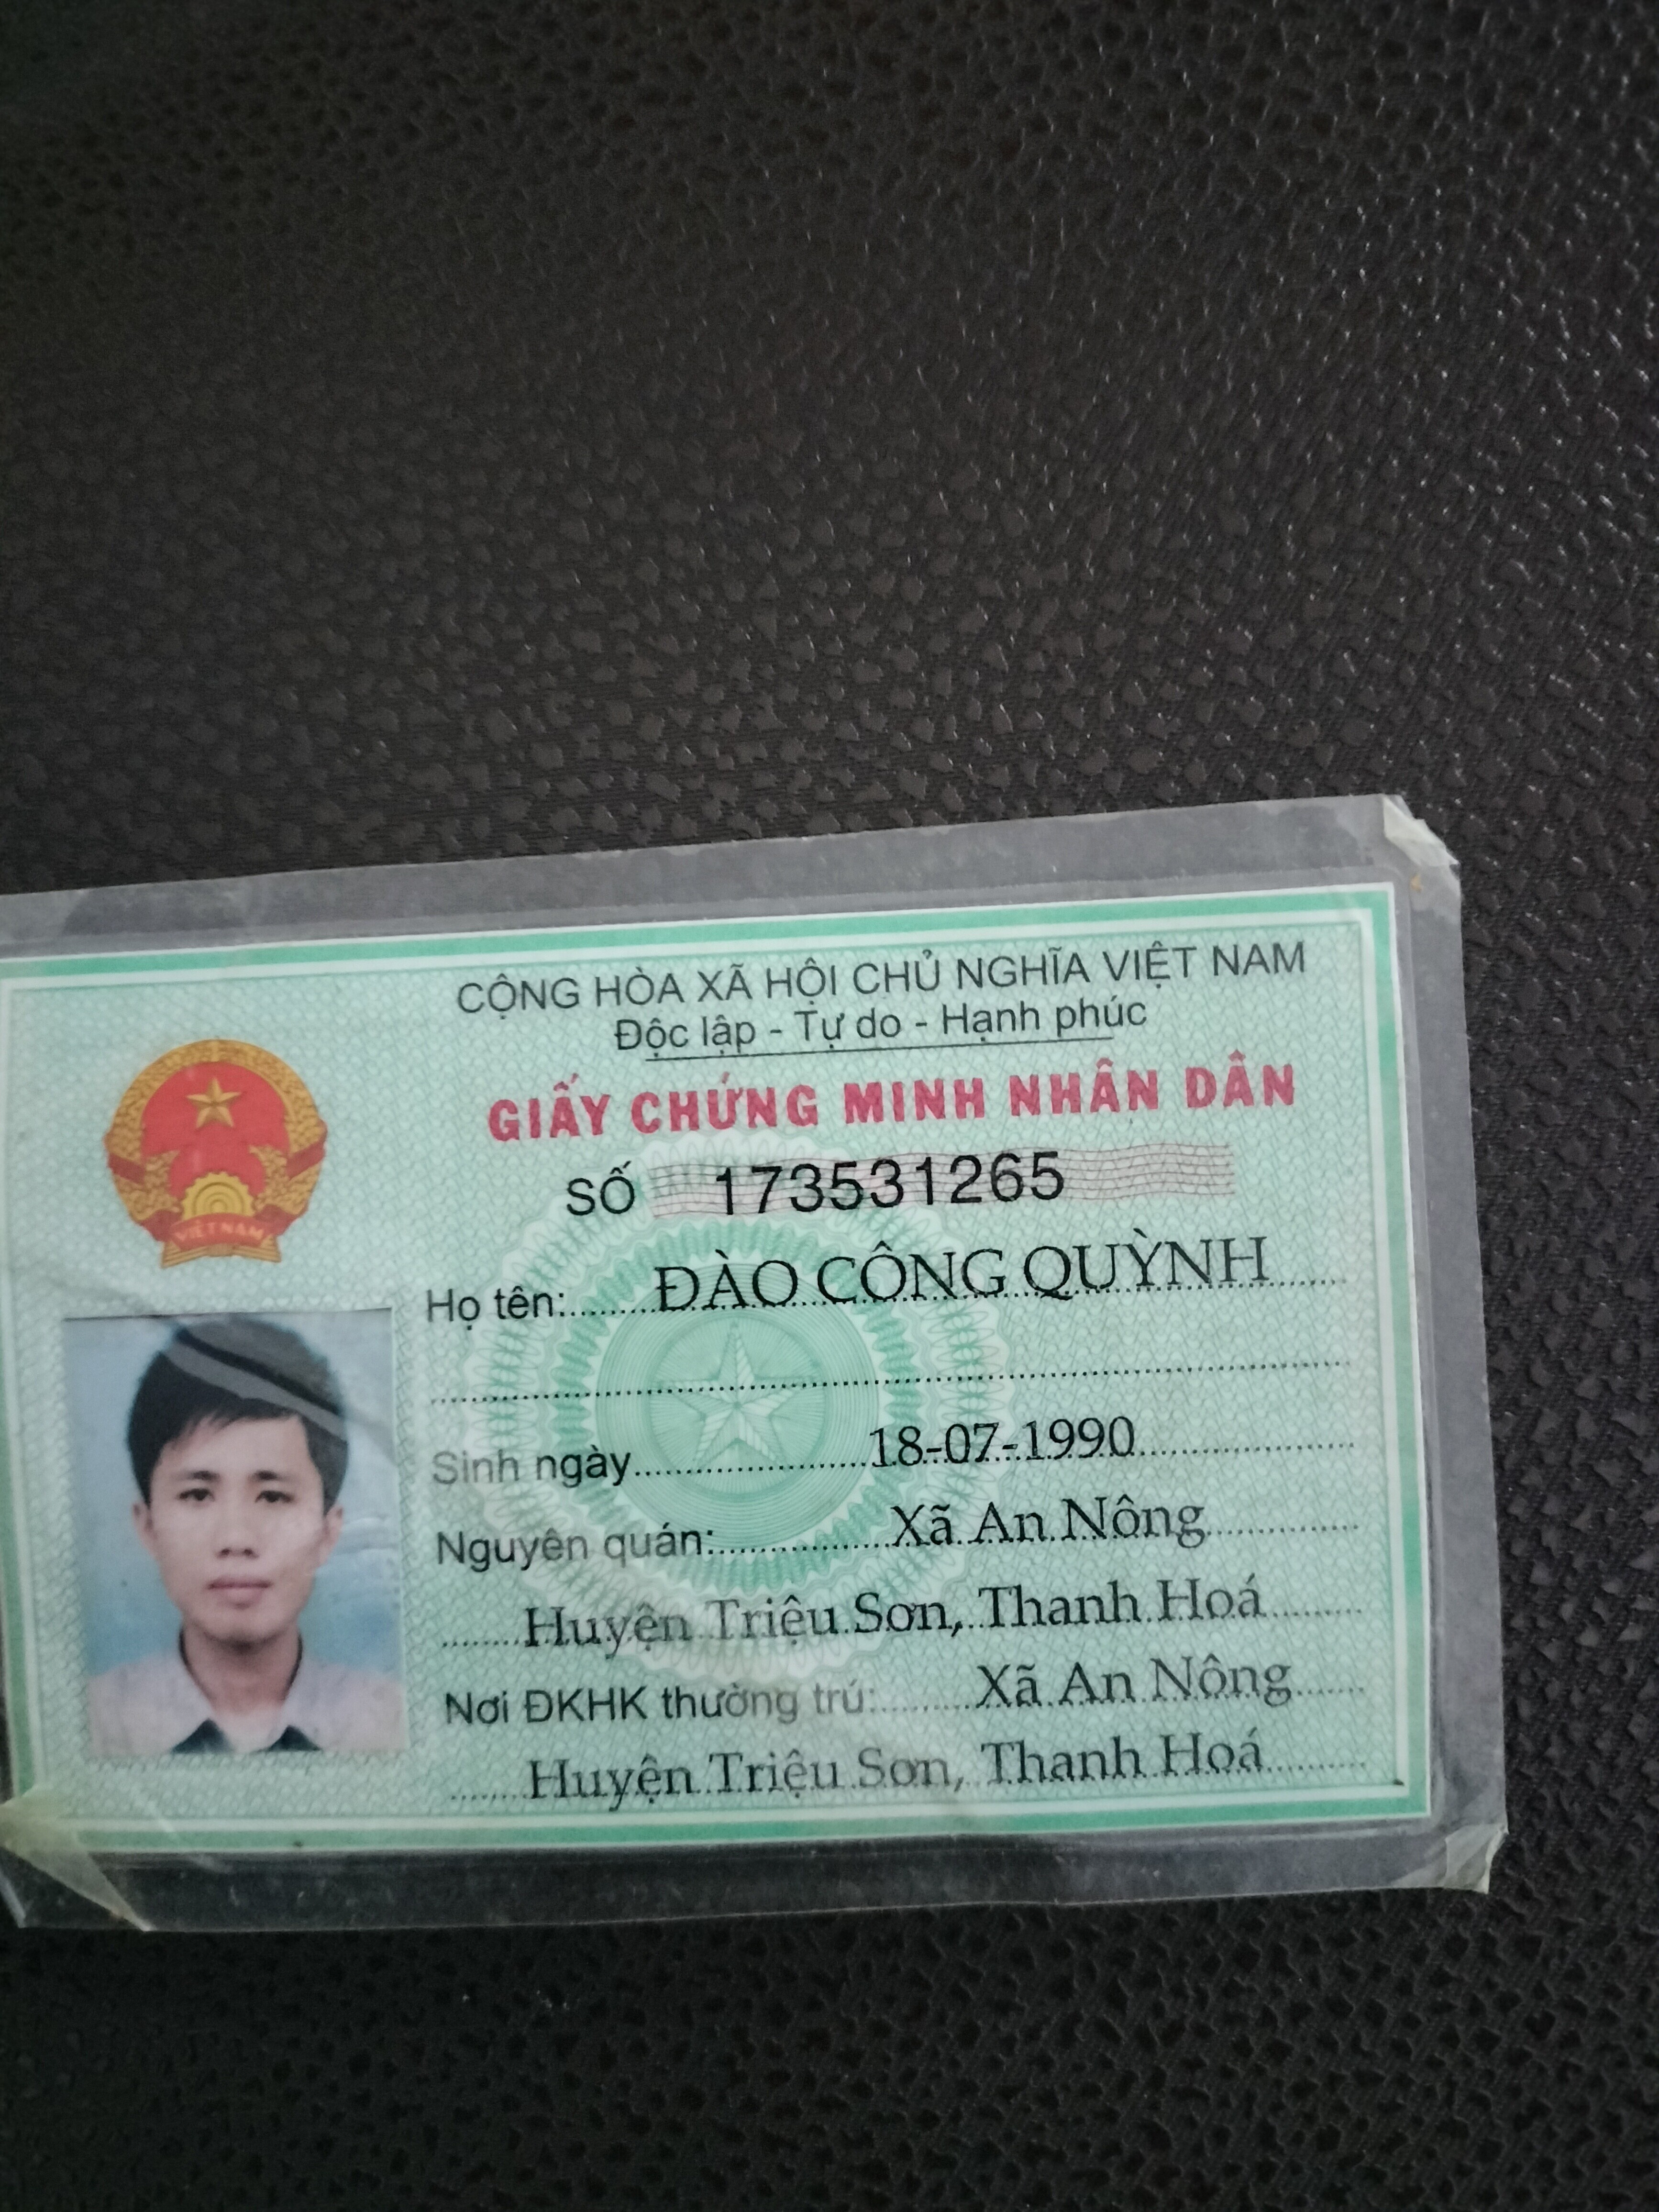 CỘNG HÒA XÃ HỘI CHỦ NGHĨA VIỆT NAM
Độc lập - Tự do - Hạnh phúc
GIẤY CHỨNG MINH NHÂN DÂN
SỐ 173531265
VIỆT NAM
Họ tên: ĐÀO CÔNG QUỲNH
Sinh ngày 18-07-1990
Nguyên quán: Xã An Nông
Huyện Triệu Sơn, Thanh Hoá
Nơi ĐKHK thường trú: Xã An Nông
Huyện Triệu Sơn, Thanh Hoá